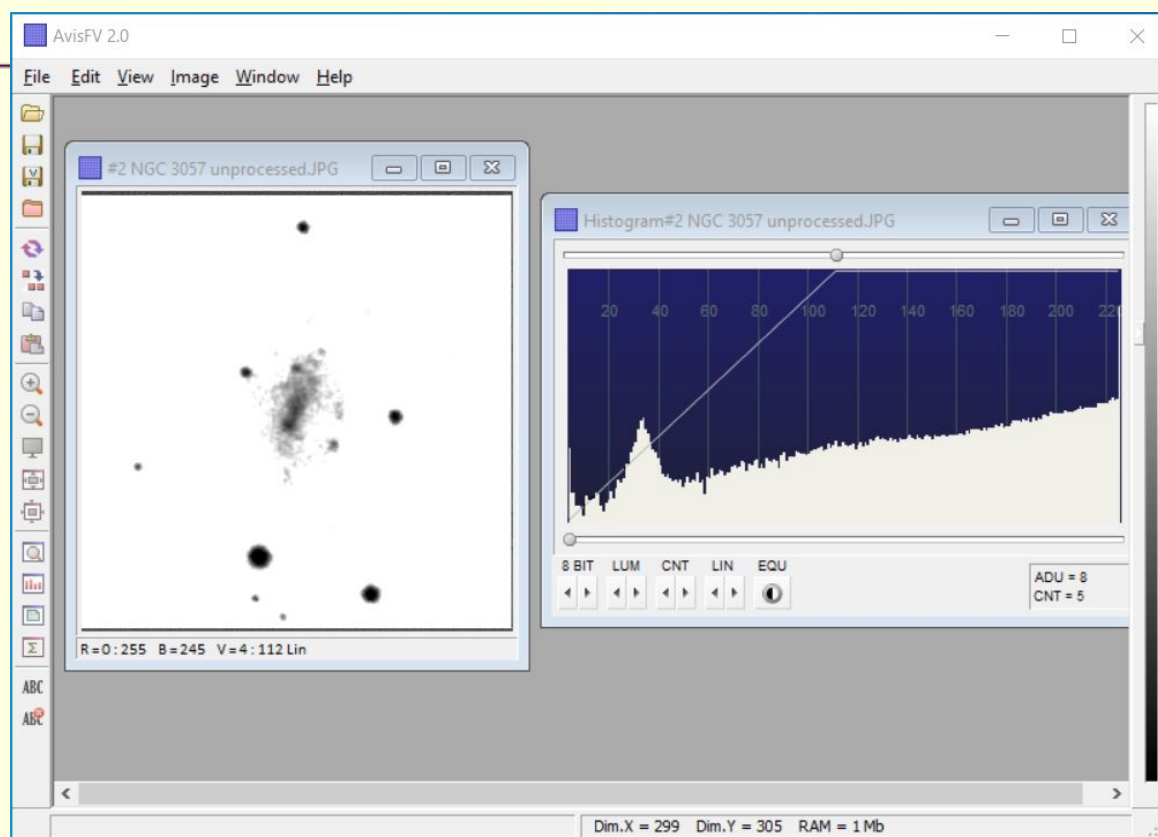 AvisFV 2.0
File Edit View Image Window Help
#2 NGC 3057 unprocessed.JPG
R=0:255 B=245 V=4:112 Lin
Histogram#2 NGC 3057 unprocessed.JPG
20 40 60 80 100 120 140 160 180 200 220
8 BIT LUM CNT LIN EQU
ADU = 8
CNT = 5
ABC
ABC
Dim.X = 299 Dim.Y = 305 RAM = 1 Mb